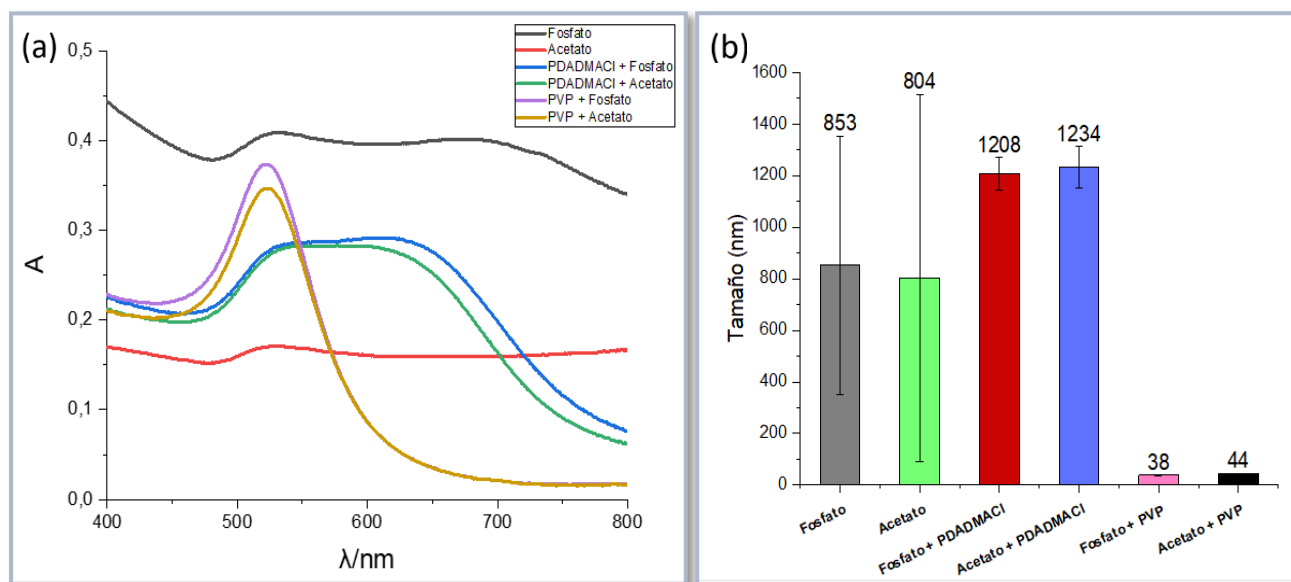 (a)
Fosfato
Acetato
PDADMACl + Fosfato
PDADMACl + Acetato
PVP + Fosfato
PVP + Acetato
0,5
0,4
0,3
0,2
0,1
0,0
A
400
500
600
700
800
λ/nm
(b)
1600
1400
1200
1000
800
600
400
200
0
Tamaño (nm)
853
804
1208
1234
38
44
Fosfato
Acetato
Fosfato + PDADMACl
Acetato + PDADMACl
Fosfato + PVP
Acetato + PVP